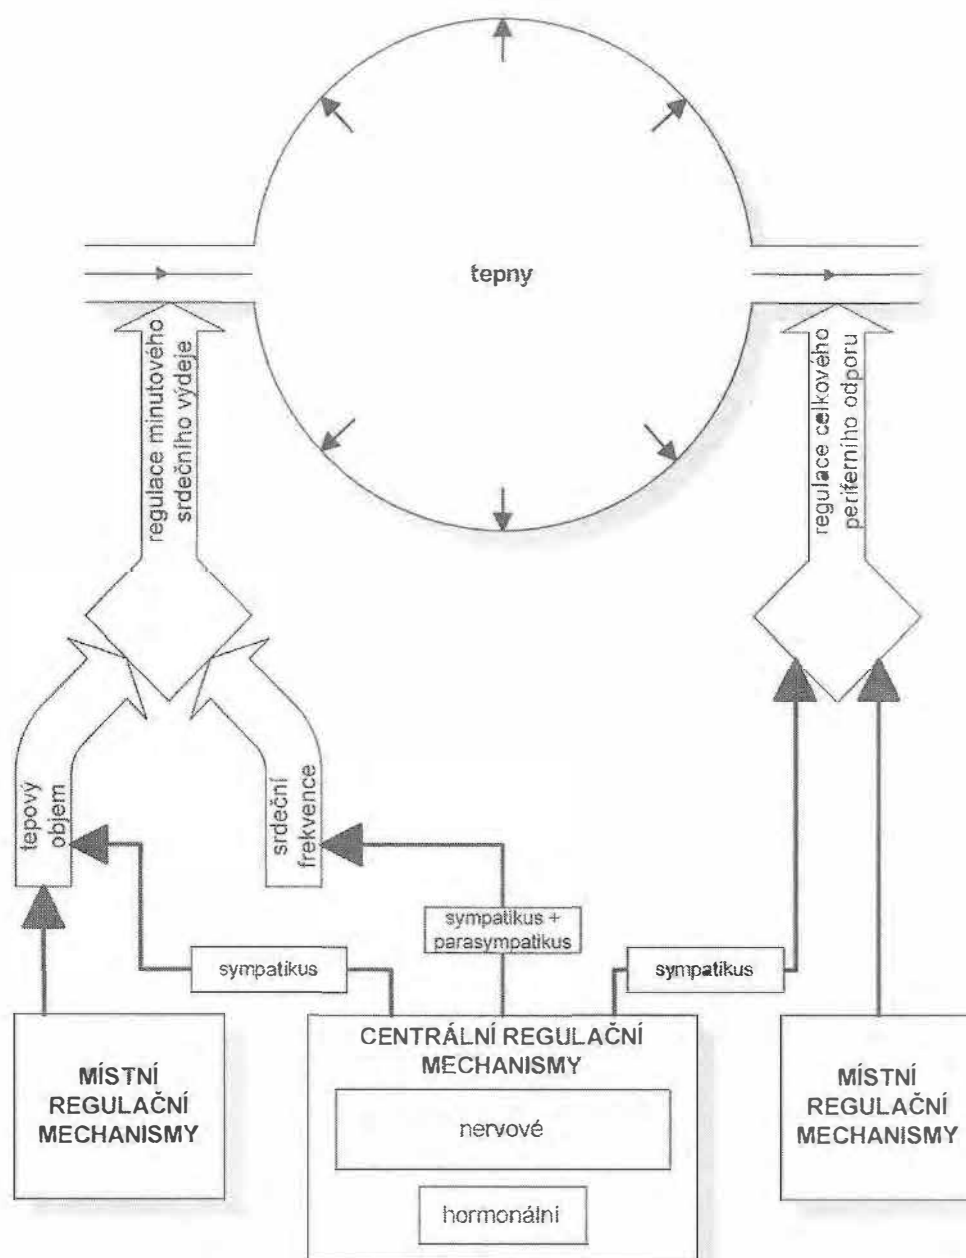 tepny
regulace minutového
srdečního výdeje
regulace celkového
periferního odporu
tepový
objem
srdeční
frekvence
sympatikus +
parasympatikus
sympatikus
sympatikus
MÍSTNÍ
REGULAČNÍ
MECHANISMY
CENTRÁLNÍ REGULAČNÍ
MECHANISMY
nervové
hormonální
MÍSTNÍ
REGULAČNÍ
MECHANISMY